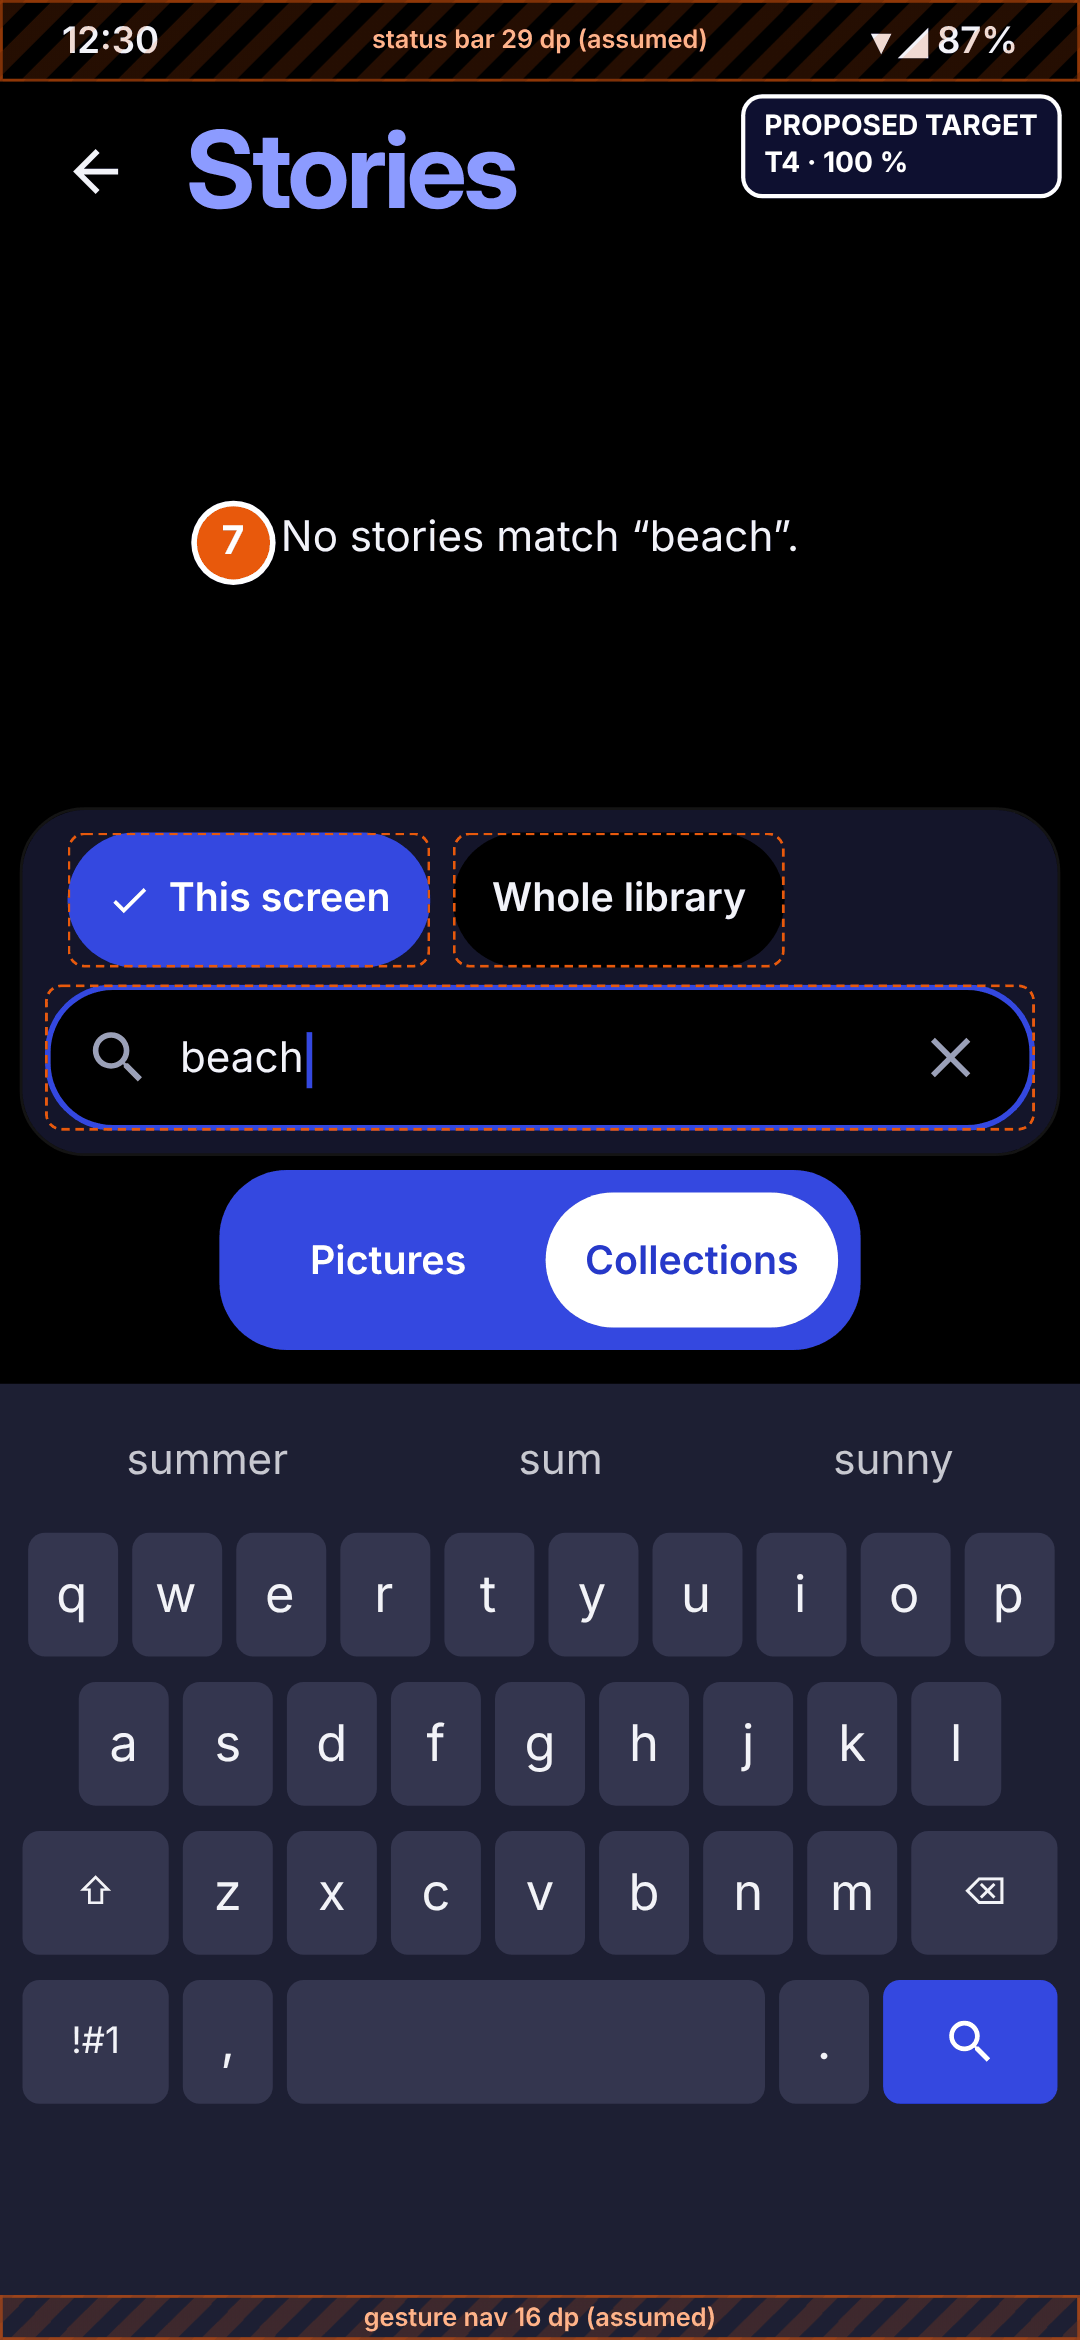 12:30 status bar 29 dp (assumed) 87%
Stories
PROPOSED TARGET
T4 · 100 %
7 No stories match “beach”.
This screen Whole library
beach
Pictures Collections
summer sum sunny
q w e r t y u i o p
a s d f g h j k l
z x c v b n m
!#1 , .
gesture nav 16 dp (assumed)